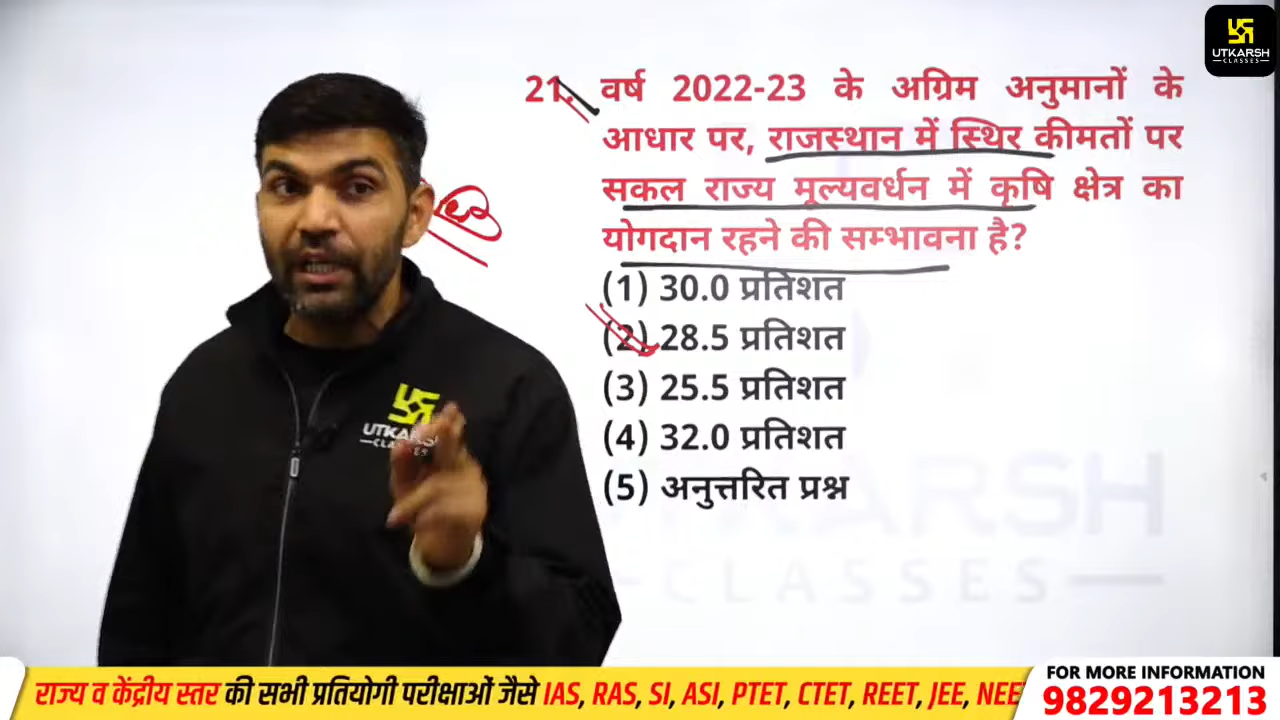 UTKARSH
CLASSES
21. वर्ष 2022-23 के अग्रिम अनुमानों के
आधार पर, राजस्थान में स्थिर कीमतों पर
सकल राज्य मूल्यवर्धन में कृषि क्षेत्र का
योगदान रहने की सम्भावना है?
(1) 30.0 प्रतिशत
(2) 28.5 प्रतिशत
(3) 25.5 प्रतिशत
(4) 32.0 प्रतिशत
(5) अनुत्तरित प्रश्न
UTKARSH
CLASSES
राज्य व केंद्रीय स्तर की सभी प्रतियोगी परीक्षाओं जैसे IAS, RAS, SI, ASI, PTET, CTET, REET, JEE, NEE
FOR MORE INFORMATION
9829213213